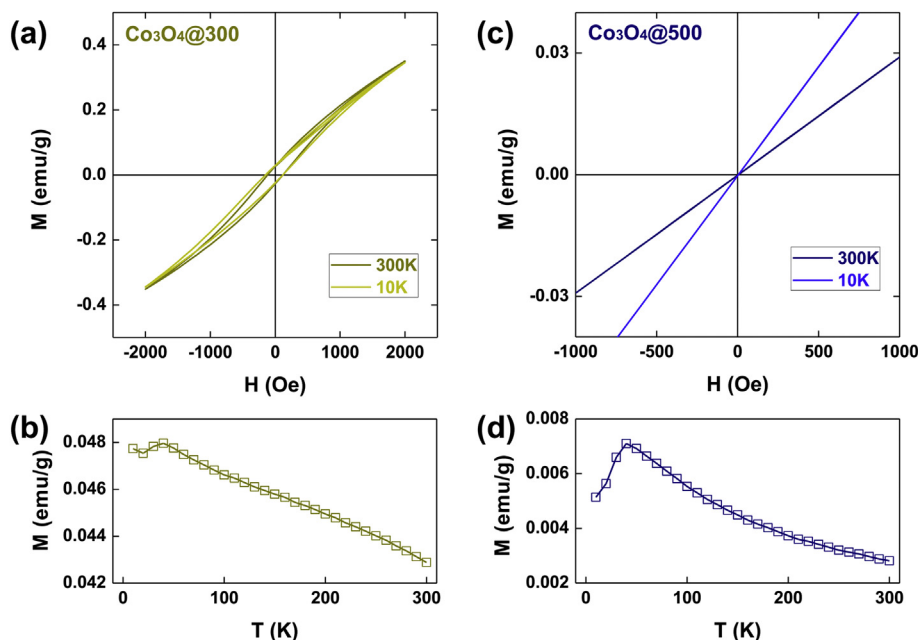 (a)
Co₃O₄@300
0.4
0.2
0.0
-0.2
-0.4
M (emu/g)
300K
10K
-2000 -1000 0 1000 2000
H (Oe)
(c)
Co₃O₄@500
0.03
0.00
-0.03
M (emu/g)
300K
10K
-1000 -500 0 500 1000
H (Oe)
(b)
0.048
0.046
0.044
0.042
M (emu/g)
0 100 200 300
T (K)
(d)
0.008
0.006
0.004
0.002
M (emu/g)
0 100 200 300
T (K)